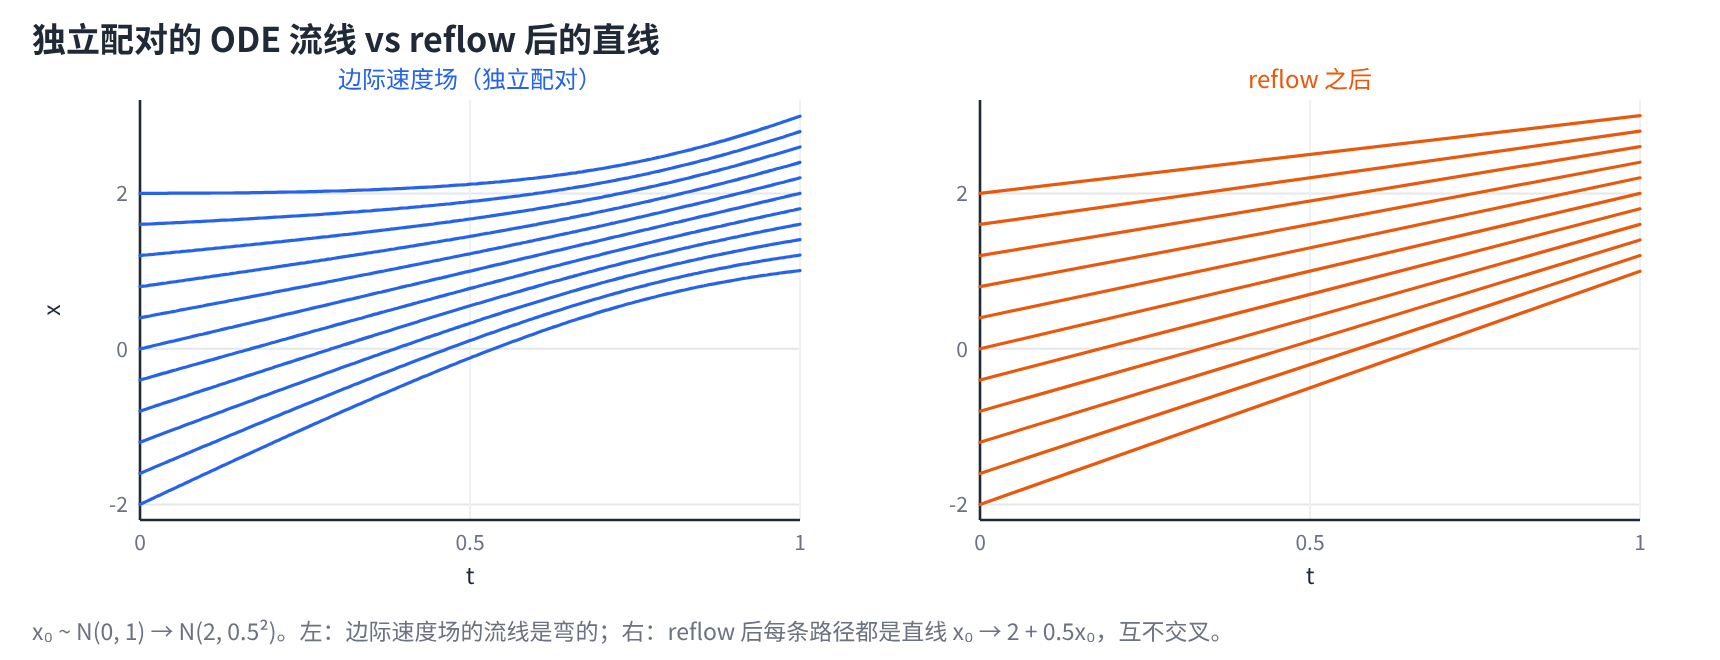 独立配对的 ODE 流线 vs reflow 后的直线
边际速度场（独立配对）
reflow 之后
x
2
0
-2
0
0.5
1
t
2
0
-2
0
0.5
1
t
x₀ ~ N(0, 1) → N(2, 0.5²)。左：边际速度场的流线是弯的；右：reflow 后每条路径都是直线 x₀ → 2 + 0.5x₀，互不交叉。